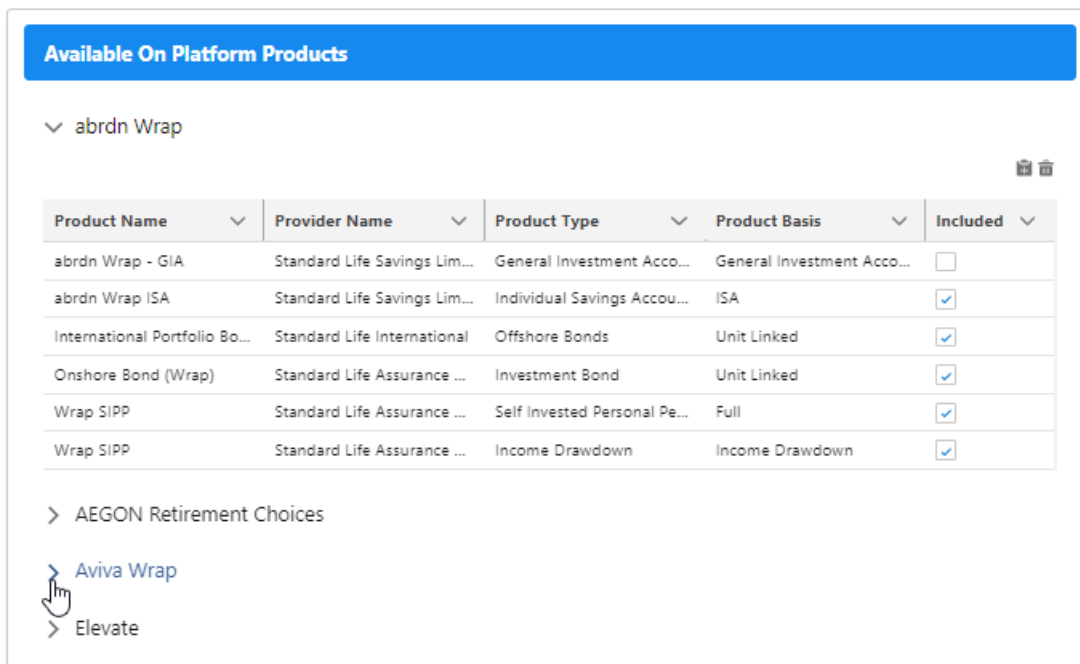 Available On Platform Products
abrdn Wrap
Product Name Provider Name Product Type Product Basis Included
abrdn Wrap - GIA Standard Life Savings Lim... General Investment Acco... General Investment Acco...
abrdn Wrap ISA Standard Life Savings Lim... Individual Savings Accou... ISA
International Portfolio Bo... Standard Life International Offshore Bonds Unit Linked
Onshore Bond (Wrap) Standard Life Assurance ... Investment Bond Unit Linked
Wrap SIPP Standard Life Assurance ... Self Invested Personal Pe... Full
Wrap SIPP Standard Life Assurance ... Income Drawdown Income Drawdown
AEGON Retirement Choices
Aviva Wrap
Elevate